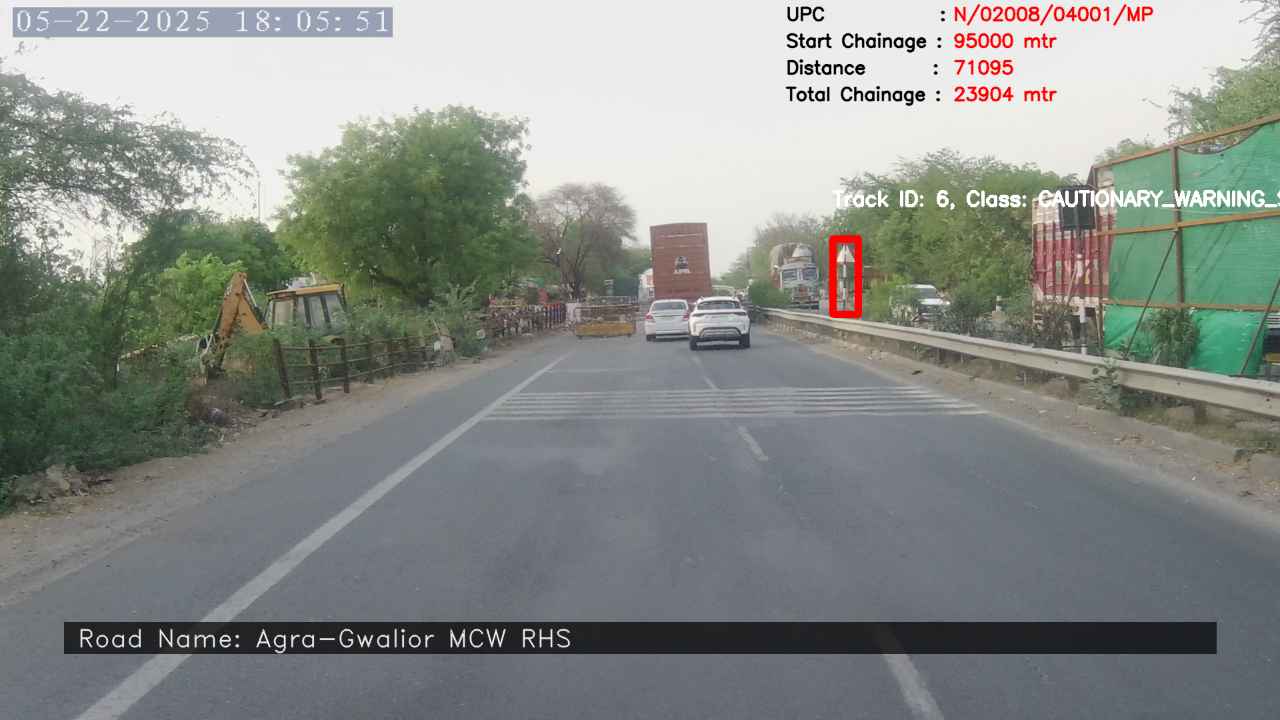 05-22-2025 18:05:51
UPC : N/02008/04001/MP
Start Chainage : 95000 mtr
Distance : 71095
Total Chainage : 23904 mtr
Track ID: 6, Class: CAUTIONARY_WARNING_
Road Name: Agra-Gwalior MCW RHS